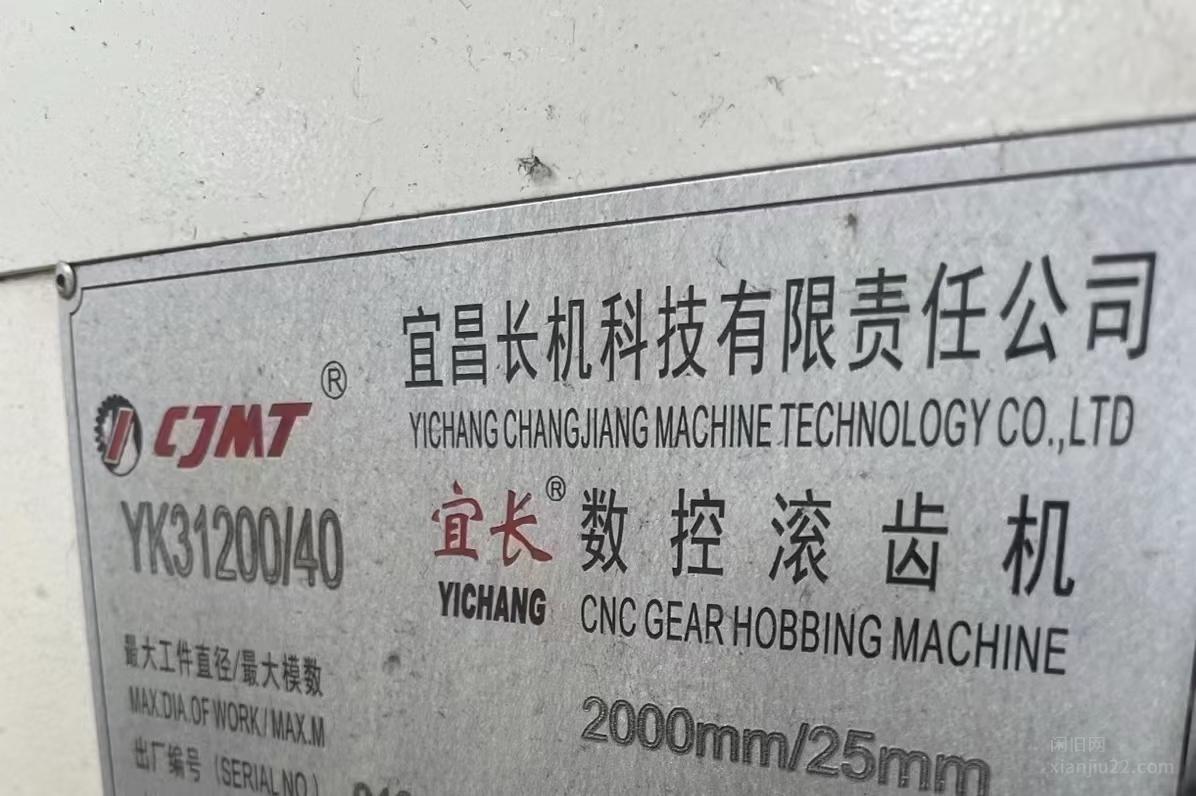 宜昌长机科技有限责任公司
CJMT®
YICHANG CHANGJIANG MACHINE TECHNOLOGY CO.,LTD
YK31200/40
宜长® 数控滚齿机
YICHANG
CNC GEAR HOBBING MACHINE
最大工件直径/最大模数
MAX.DIA.OF WORK/MAX.M
2000mm/25mm
出厂编号(SERIAL NO.)
闲旧网
xianjiu22.com